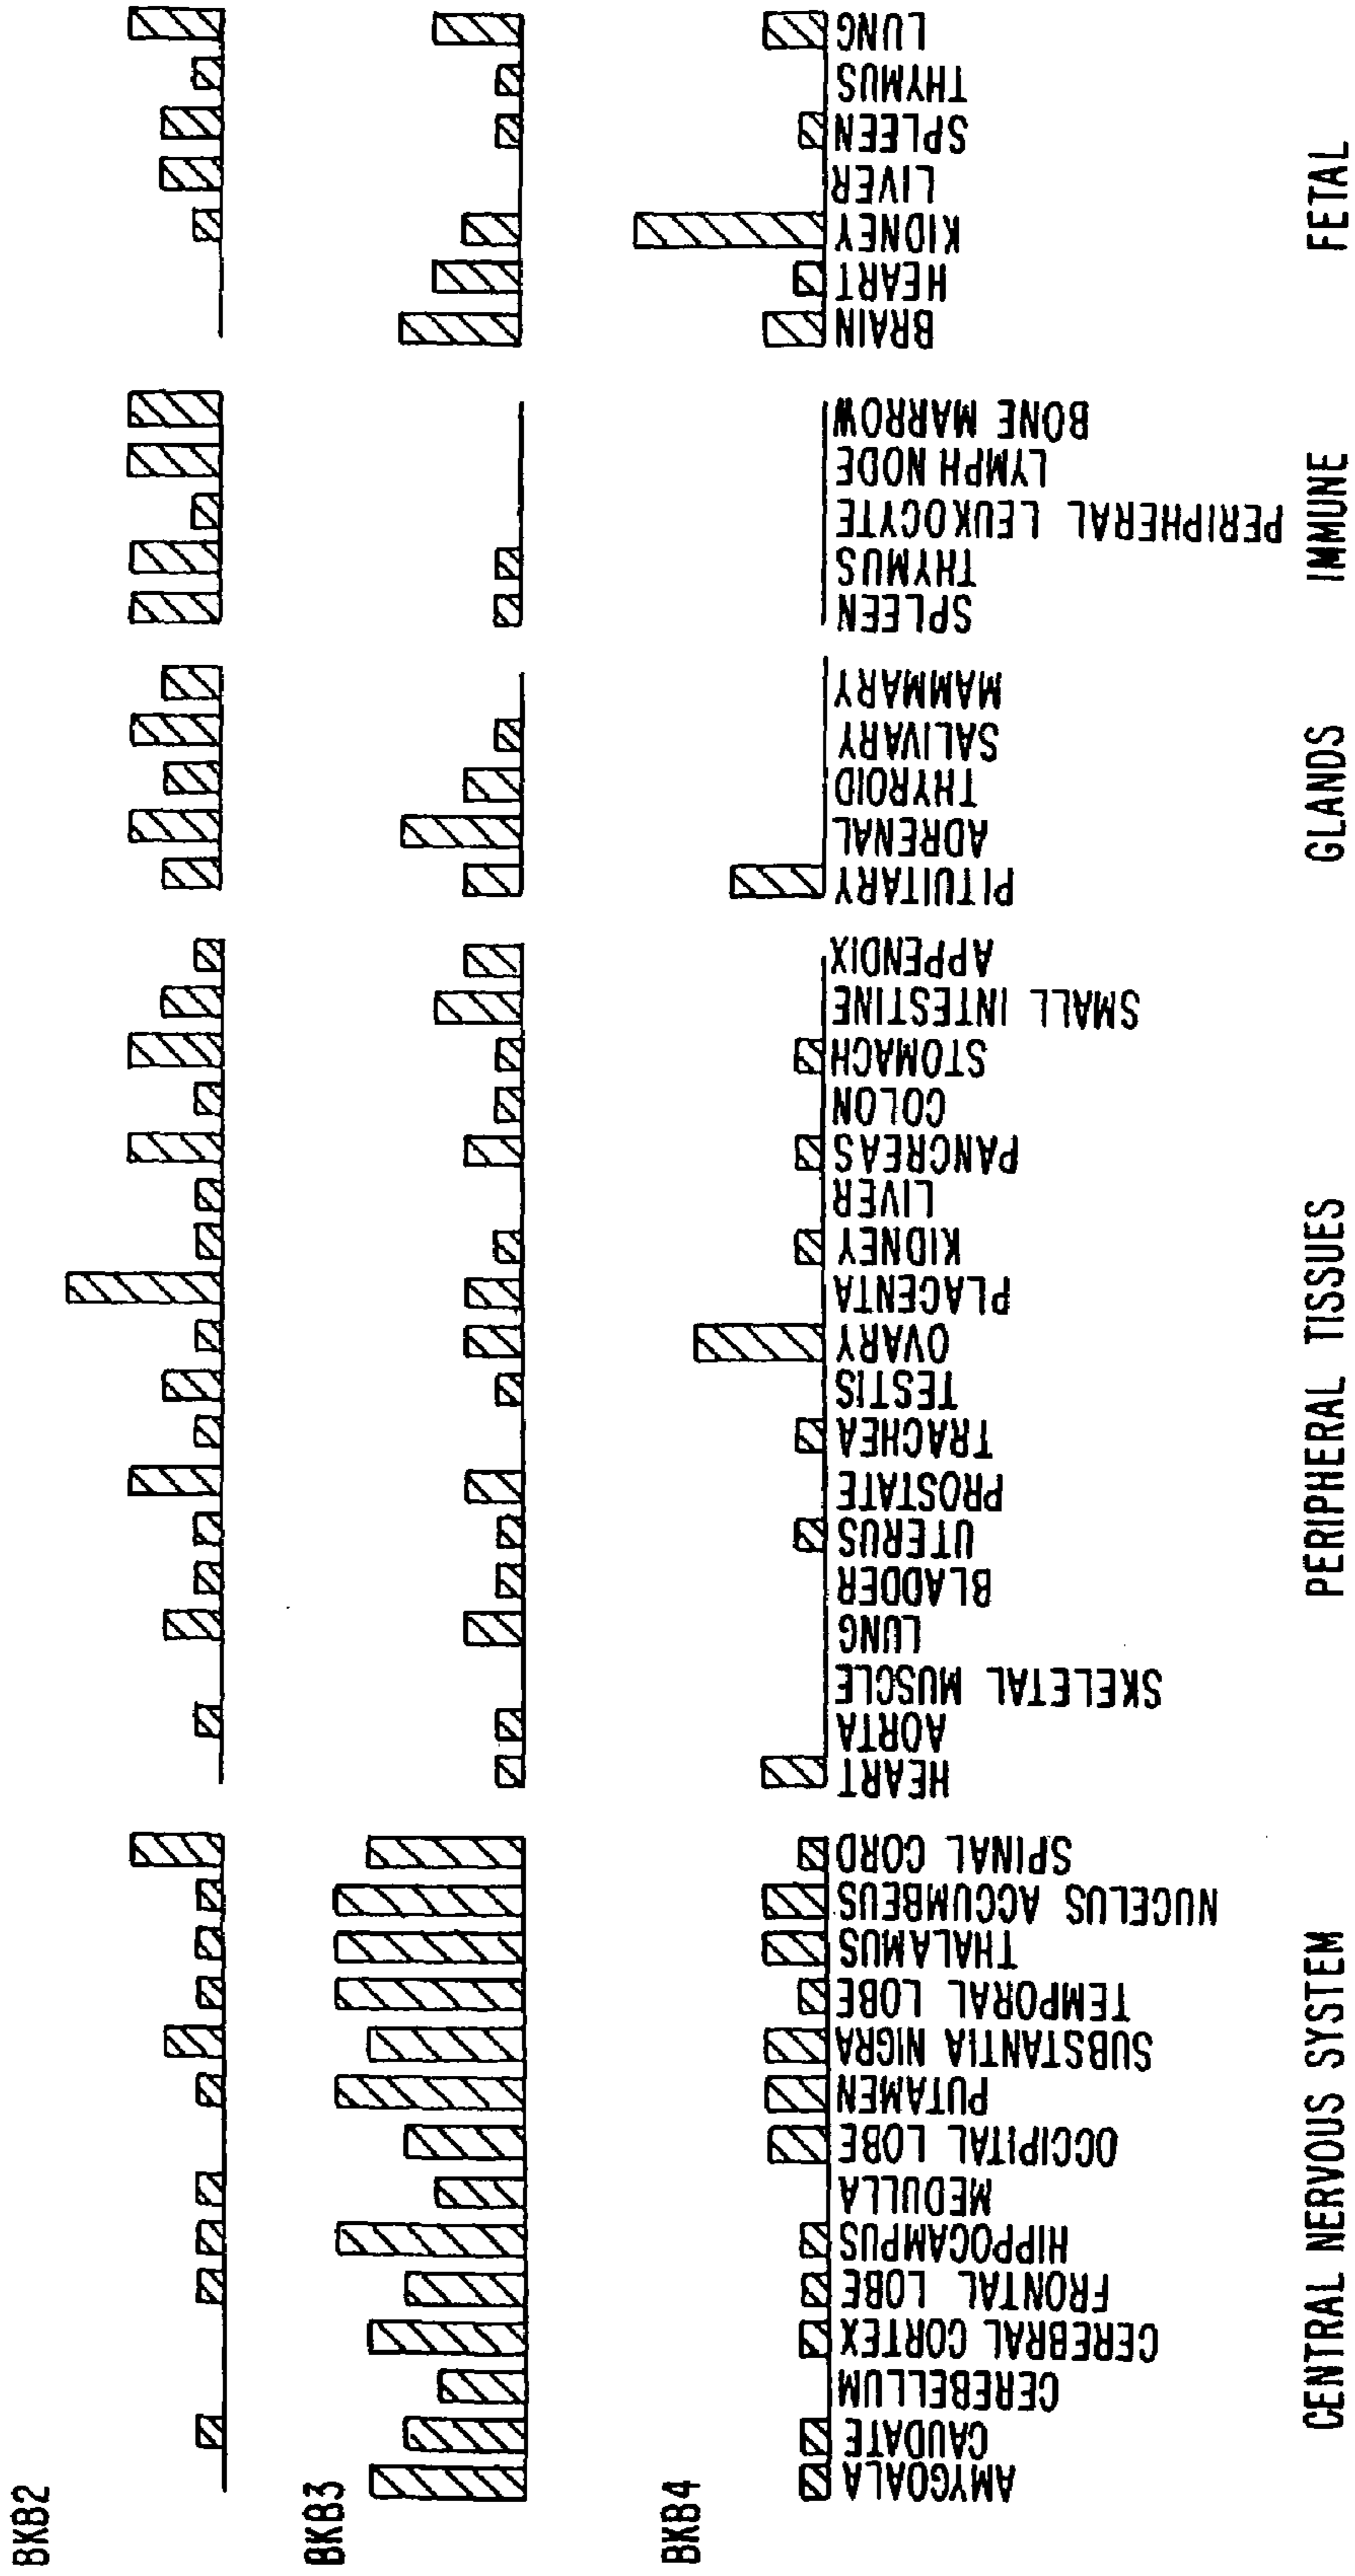 BKB2
BKB3
BKB4
AMYGOALA
CAUDATE
CEREBELLUM
CEREBRAL CORTEX
FRONTAL LOBE
HIPPOCAMPUS
MEDULLA
OCCIPITAL LOBE
PUTAMEN
SUBSTANTIA NIGRA
TEMPORAL LOBE
THALAMUS
NUCELUS ACCUMBEUS
SPINAL CORD
HEART
AORTA
SKELETAL MUSCLE
LUNG
BLADDER
UTERUS
PROSTATE
TRACHEA
TESTIS
OVARY
PLACENTA
KIDNEY
LIVER
PANCREAS
COLON
STOMACH
SMALL INTESTINE
APPENDIX
PITUITARY
ADRENAL
THYROID
SALIVARY
MAMMARY
SPLEEN
THYMUS
PERIPHERAL LEUKOCYTE
LYMPH NODE
BONE MARROW
BRAIN
HEART
KIDNEY
LIVER
SPLEEN
THYMUS
LUNG
CENTRAL NERVOUS SYSTEM
PERIPHERAL TISSUES
GLANDS
IMMUNE
FETAL